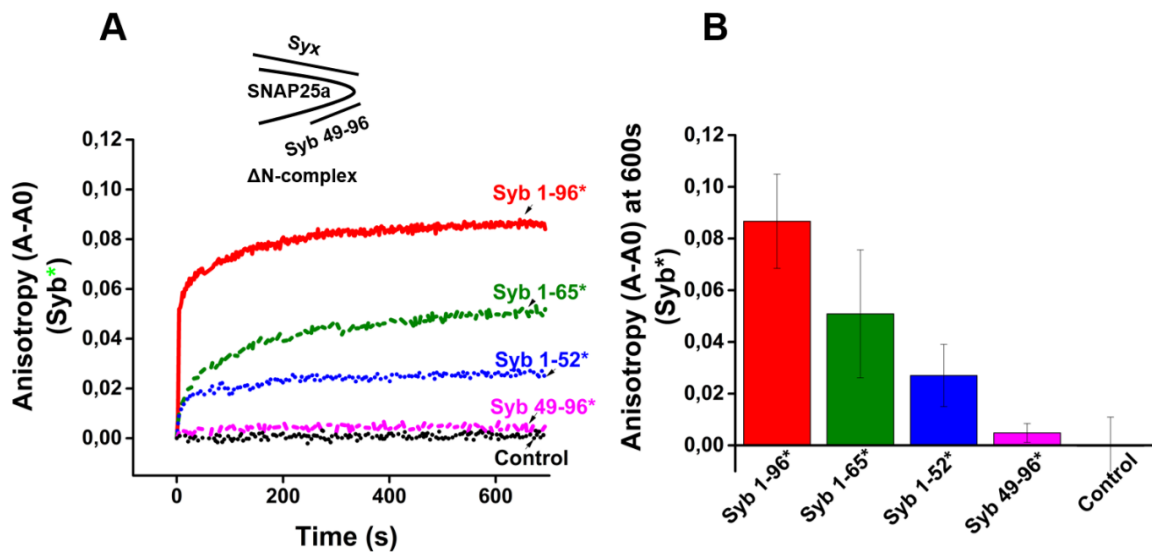 A
Syx
SNAP25a
Syb 49-96
ΔN-complex
0,12
0,10
0,08
0,06
0,04
0,02
0,00
Anisotropy (A-A0)
(Syb*)
Syb 1-96*
Syb 1-65*
Syb 1-52*
Syb 49-96*
Control
0
200
400
600
Time (s)
B
0,12
0,10
0,08
0,06
0,04
0,02
0,00
Anisotropy (A-A0) at 600s
(Syb*)
Syb 1-96*
Syb 1-65*
Syb 1-52*
Syb 49-96*
Control